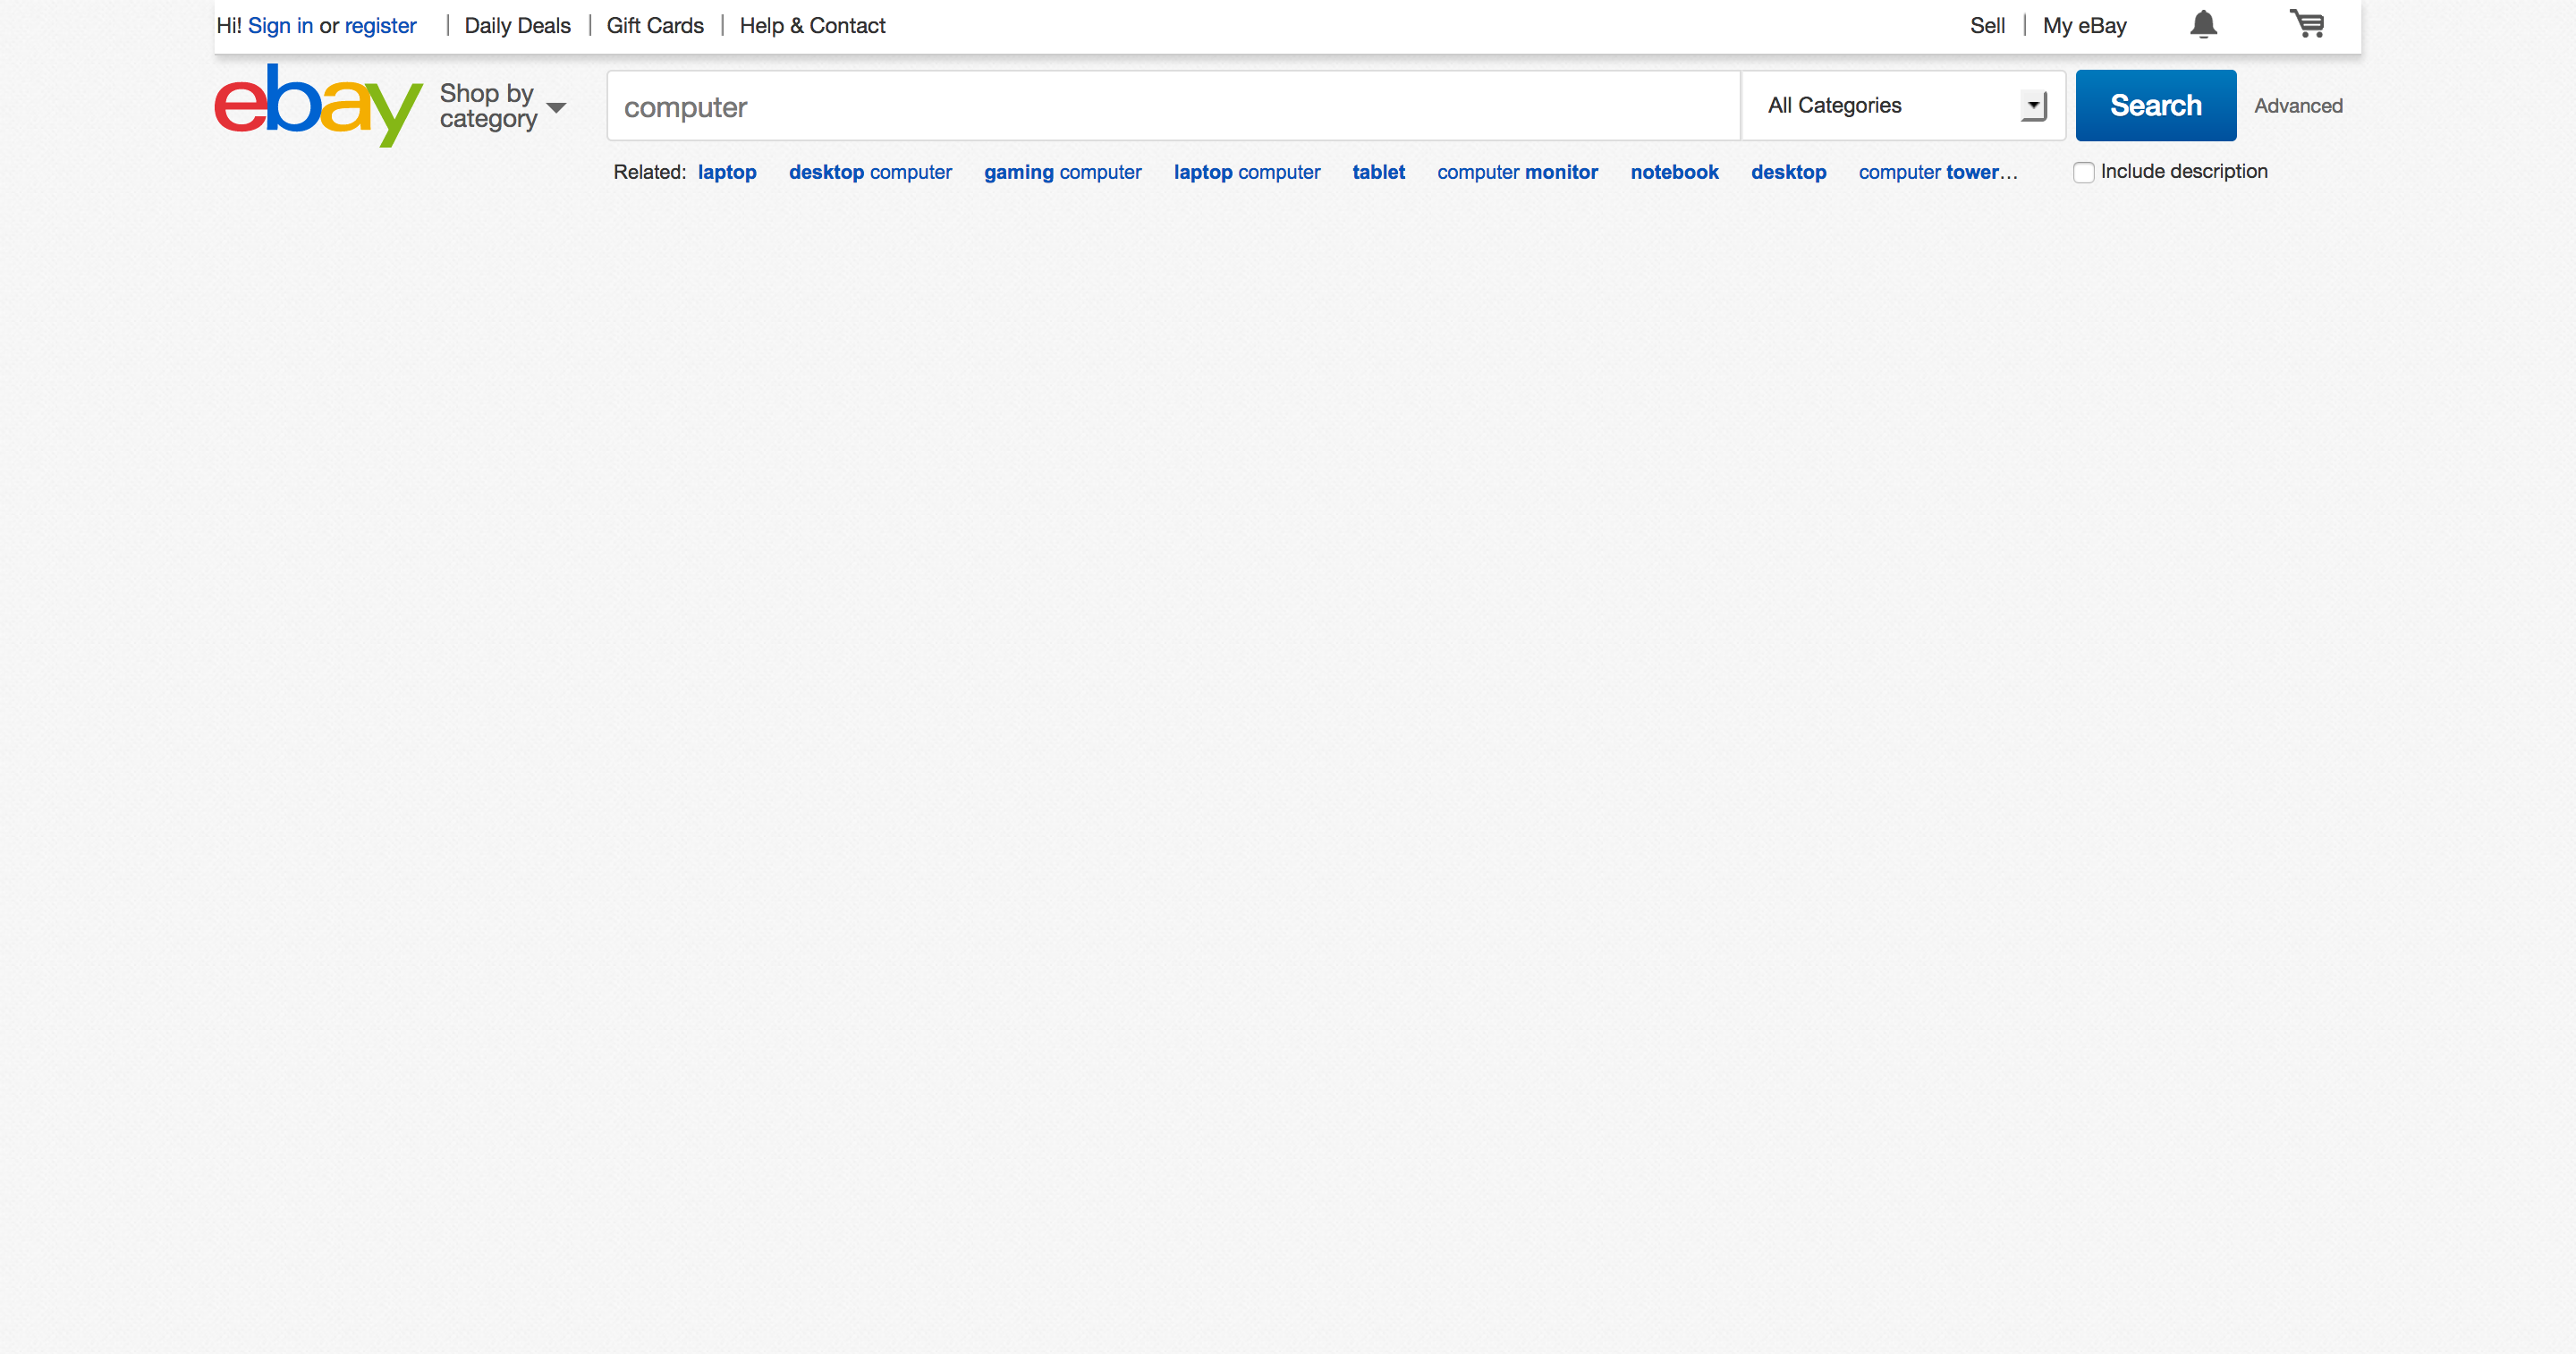 Hi! Sign in or register | Daily Deals | Gift Cards | Help & Contact Sell | My eBay
ebay Shop by category computer All Categories Search Advanced
Related: laptop desktop computer gaming computer laptop computer tablet computer monitor notebook desktop computer tower... Include description